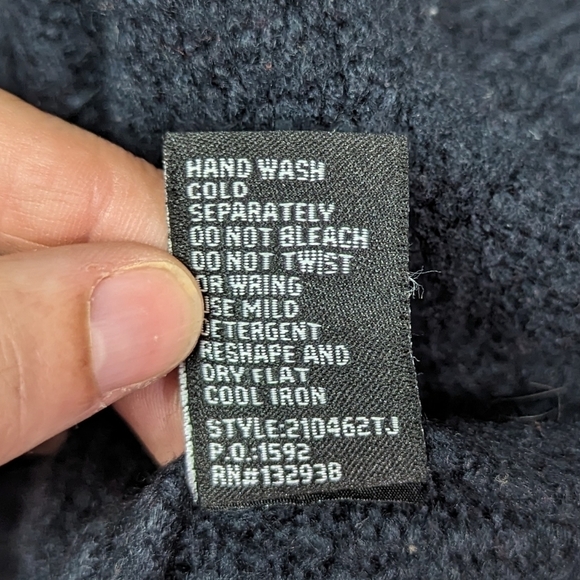 HAND WASH
COLD
SEPARATELY
DO NOT BLEACH
DO NOT TWIST
OR WRING
USE MILD
DETERGENT
RESHAPE AND
DRY FLAT
COOL IRON
STYLE:210462TJ
P.O.:1592
RN#132938